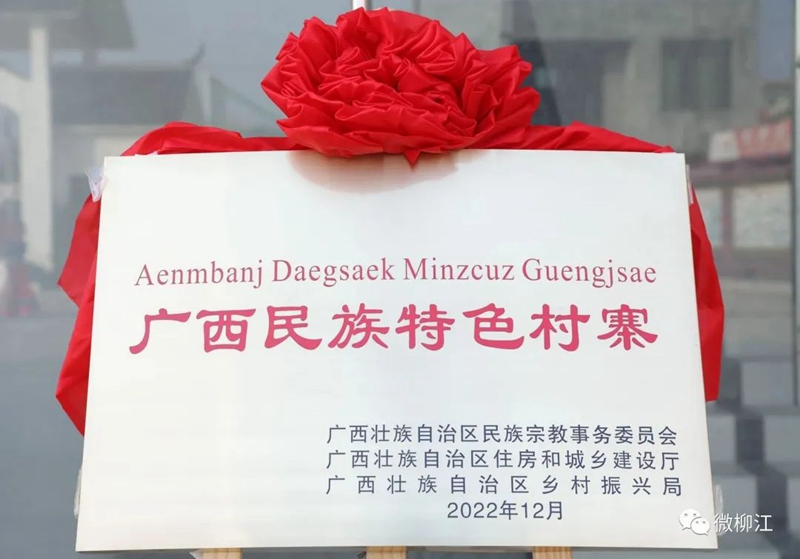 Aenmbanj Daegsaek Minzcuz Guengjsae
广西民族特色村寨
广西壮族自治区民族宗教事务委员会
广西壮族自治区住房和城乡建设厅
广西壮族自治区乡村振兴局
2022年12月
微柳江